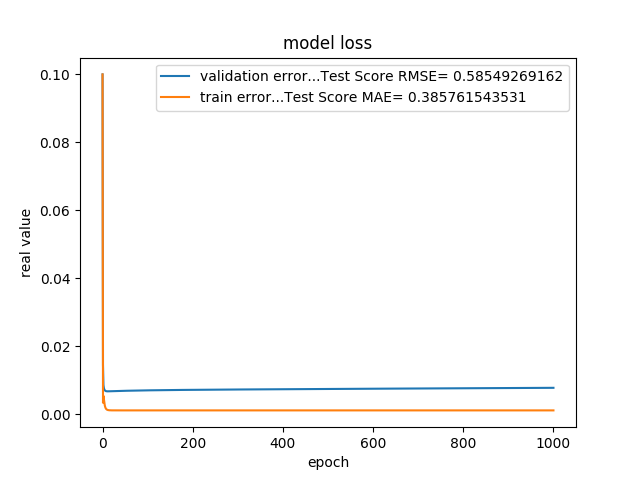 model loss
validation error...Test Score RMSE= 0.58549269162
train error...Test Score MAE= 0.385761543531
real value
0.10
0.08
0.06
0.04
0.02
0.00
0 200 400 600 800 1000
epoch